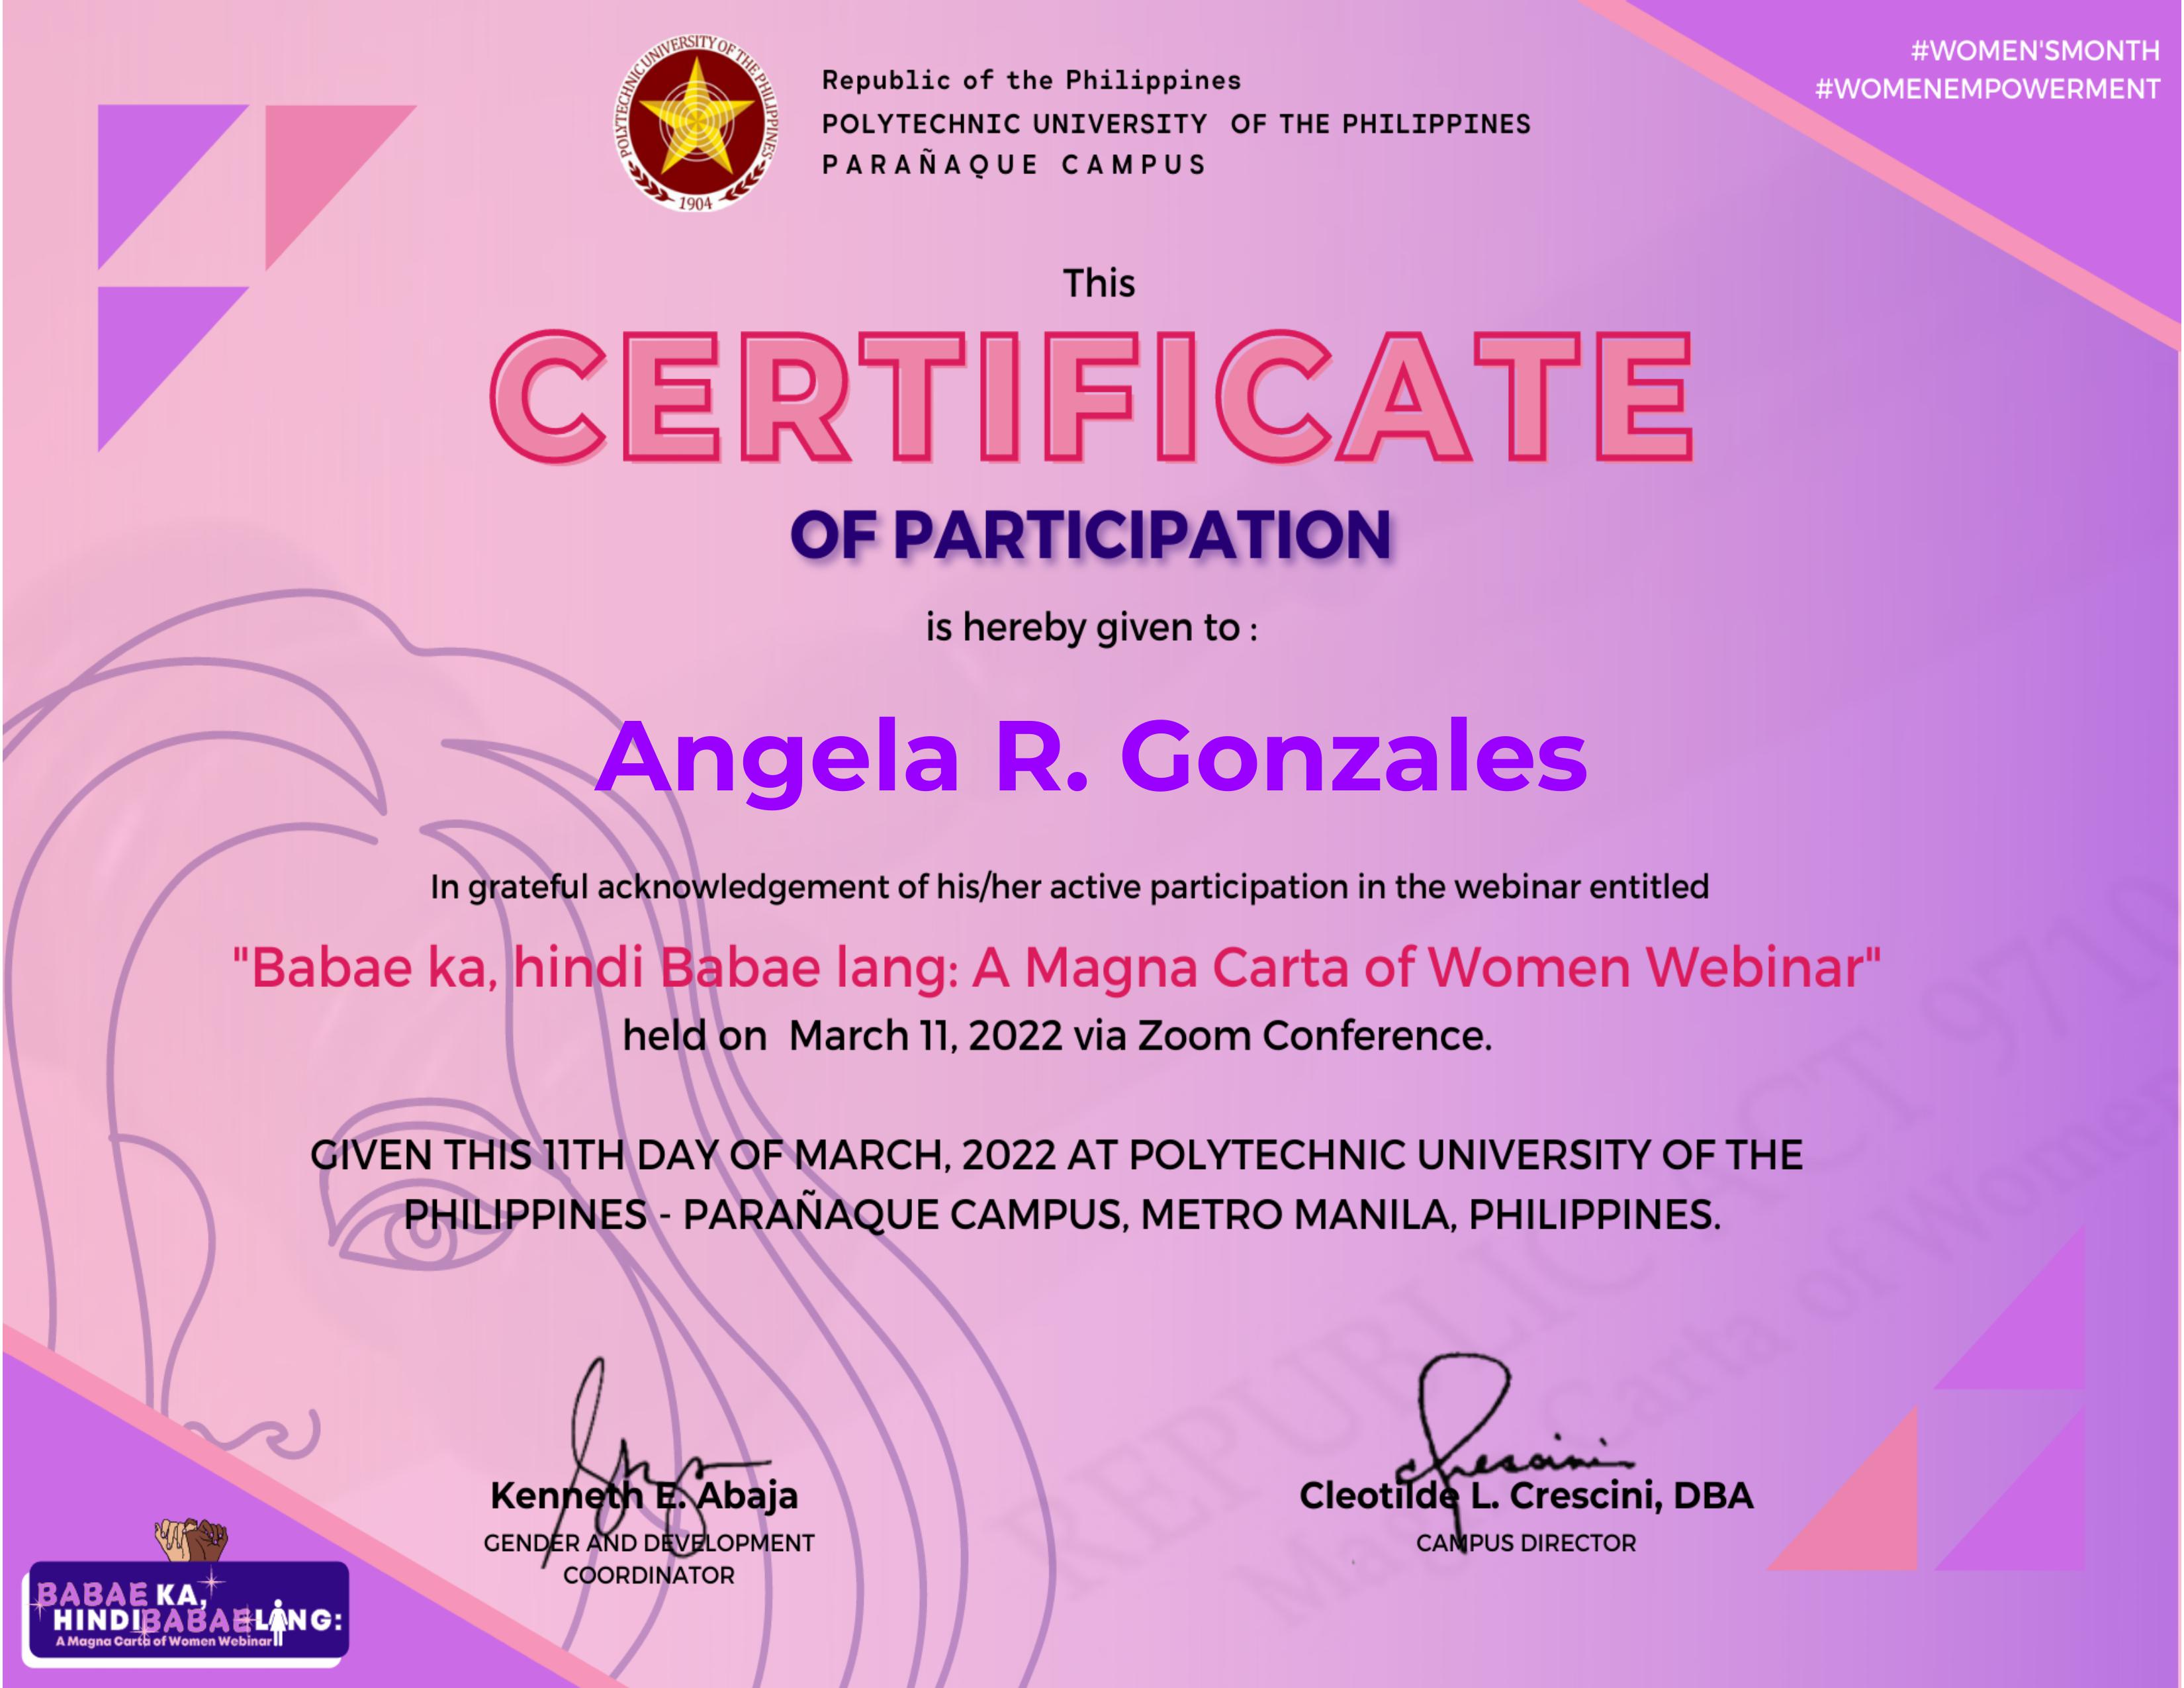 #WOMEN'SMONTH
#WOMENEMPOWERMENT
POLYTECHNIC UNIVERSITY OF THE PHILIPPINES
1904
Republic of the Philippines
POLYTECHNIC UNIVERSITY OF THE PHILIPPINES
PARAÑAQUE CAMPUS
This
CERTIFICATE
OF PARTICIPATION
is hereby given to :
Angela R. Gonzales
In grateful acknowledgement of his/her active participation in the webinar entitled
"Babae ka, hindi Babae lang: A Magna Carta of Women Webinar"
held on March 11, 2022 via Zoom Conference.
GIVEN THIS 11TH DAY OF MARCH, 2022 AT POLYTECHNIC UNIVERSITY OF THE
PHILIPPINES - PARAÑAQUE CAMPUS, METRO MANILA, PHILIPPINES.
REPUBLIC ACT 9710
Magna Carta of Women
Kenneth E. Abaja
GENDER AND DEVELOPMENT
COORDINATOR
Crescini
Cleotilde L. Crescini, DBA
CAMPUS DIRECTOR
BABAE KA,
HINDI BABAE LANG:
A Magna Carta of Women Webinar